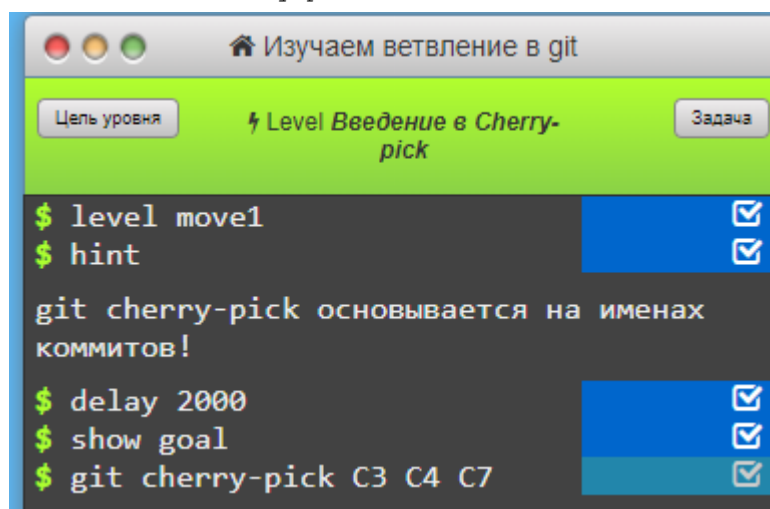 Изучаем ветвление в git
Цель уровня
Level Введение в Cherry-
pick
Задача
$ level move1
$ hint
git cherry-pick основывается на именах
коммитов!
$ delay 2000
$ show goal
$ git cherry-pick C3 C4 C7